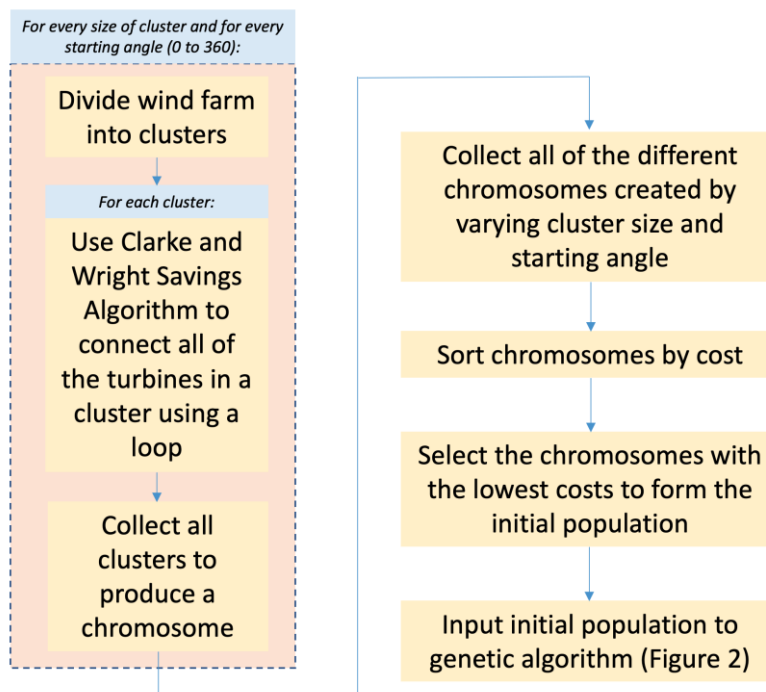 For every size of cluster and for every
starting angle (0 to 360):
Divide wind farm
into clusters
For each cluster:
Use Clarke and
Wright Savings
Algorithm to
connect all of
the turbines in a
cluster using a
loop
Collect all
clusters to
produce a
chromosome
Collect all of the different
chromosomes created by
varying cluster size and
starting angle
Sort chromosomes by cost
Select the chromosomes with
the lowest costs to form the
initial population
Input initial population to
genetic algorithm (Figure 2)